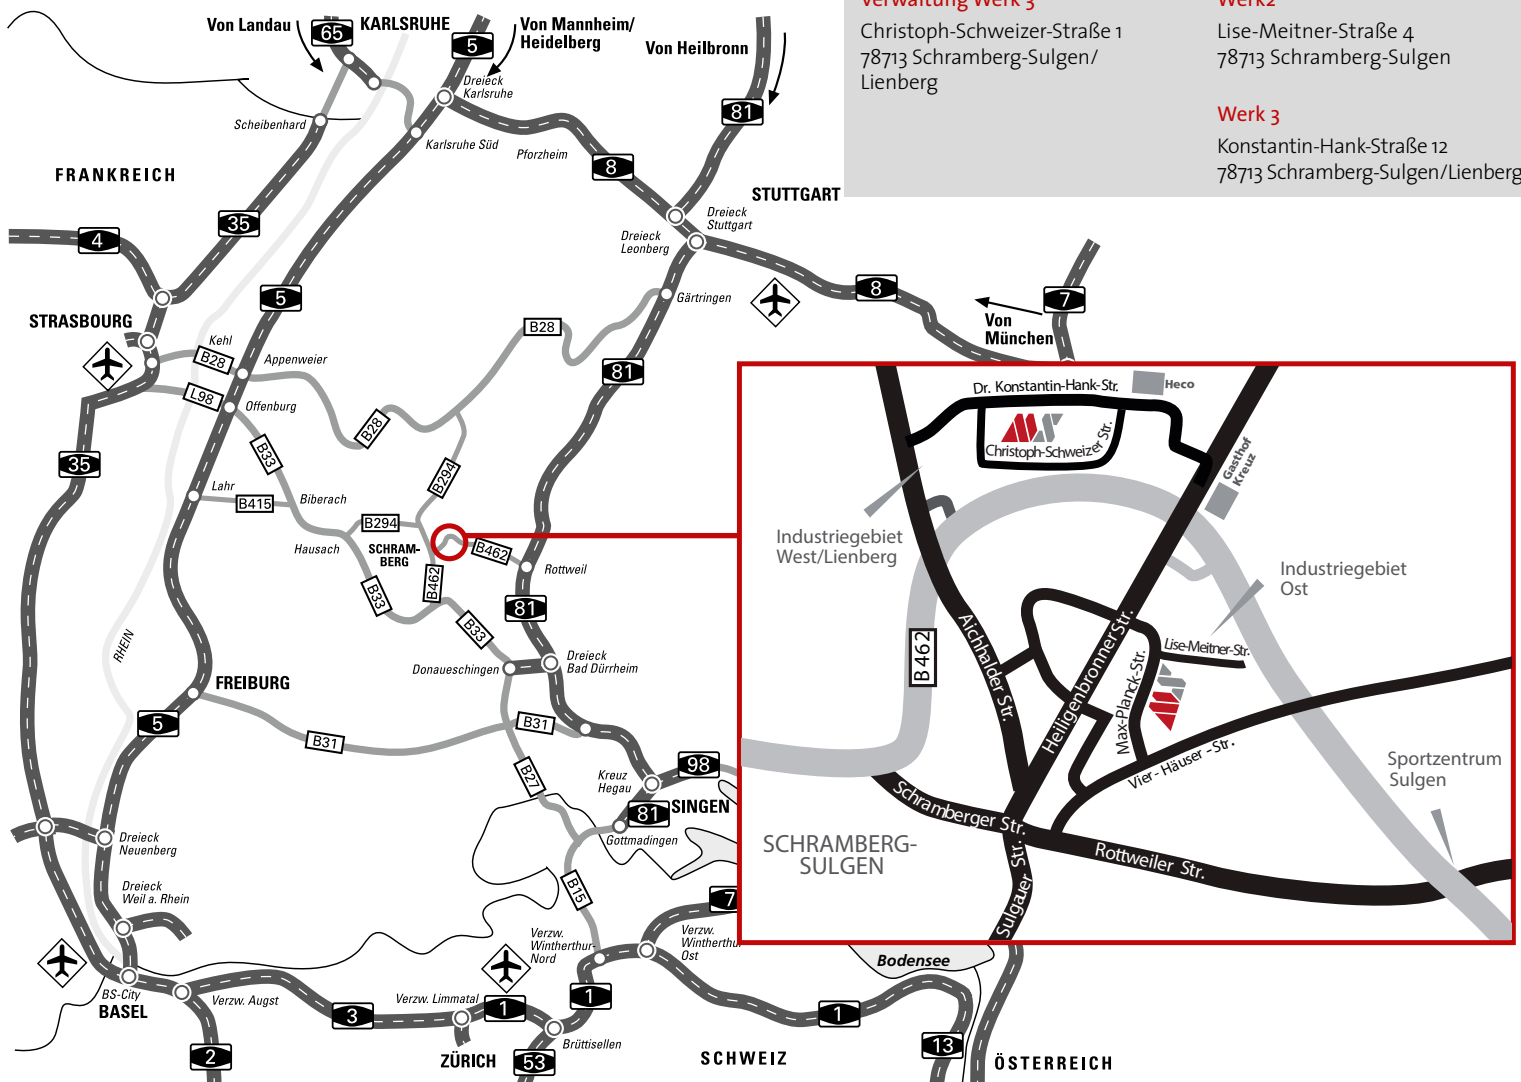 Verwaltung Werk 3
Christoph-Schweizer-Straße 1
78713 Schramberg-Sulgen/
Lienberg
Werk2
Lise-Meitner-Straße 4
78713 Schramberg-Sulgen
Werk 3
Konstantin-Hank-Straße 12
78713 Schramberg-Sulgen/Lienberg
Von Landau
65
KARLSRUHE
5
Von Mannheim/
Heidelberg
Von Heilbronn
81
Dreieck
Karlsruhe
Scheibenhard
Karlsruhe Süd
Pforzheim
8
FRANKREICH
STUTTGART
35
4
Dreieck
Stuttgart
Dreieck
Leonberg
5
Gärtringen
8
7
Von
München
STRASBOURG
Kehl
B28
Appenweier
B28
L98
Offenburg
81
B28
35
B33
B294
Lahr
B415
Biberach
B294
Hausach
SCHRAM-
BERG
B462
B462
Rottweil
B33
81
B33
RHEIN
Donaueschingen
Dreieck
Bad Dürrheim
FREIBURG
5
B31
B31
B27
Kreuz
Hegau
98
SINGEN
81
Gottmadingen
Dreieck
Neuenberg
Dreieck
Weil a. Rhein
B15
7
Verzw.
Wintherthur-
Nord
Verzw.
Wintherthu
Ost
Bodensee
BS-City
BASEL
Verzw. Augst
Verzw. Limmatal
1
1
3
1
2
ZÜRICH
53
Brüttisellen
SCHWEIZ
13
ÖSTERREICH
Dr. Konstantin-Hank-Str.
Heco
Christoph-Schweizer Str.
Gasthof
Kreuz
Industriegebiet
West/Lienberg
Industriegebiet
Ost
B462
Aichhalder Str.
Heiligenbronner Str.
Lise-Meitner-Str.
Max-Planck-Str.
Vier-Häuser-Str.
Sportzentrum
Sulgen
Schramberger Str.
SCHRAMBERG-
SULGEN
Rottweiler Str.
Sulgauer Str.